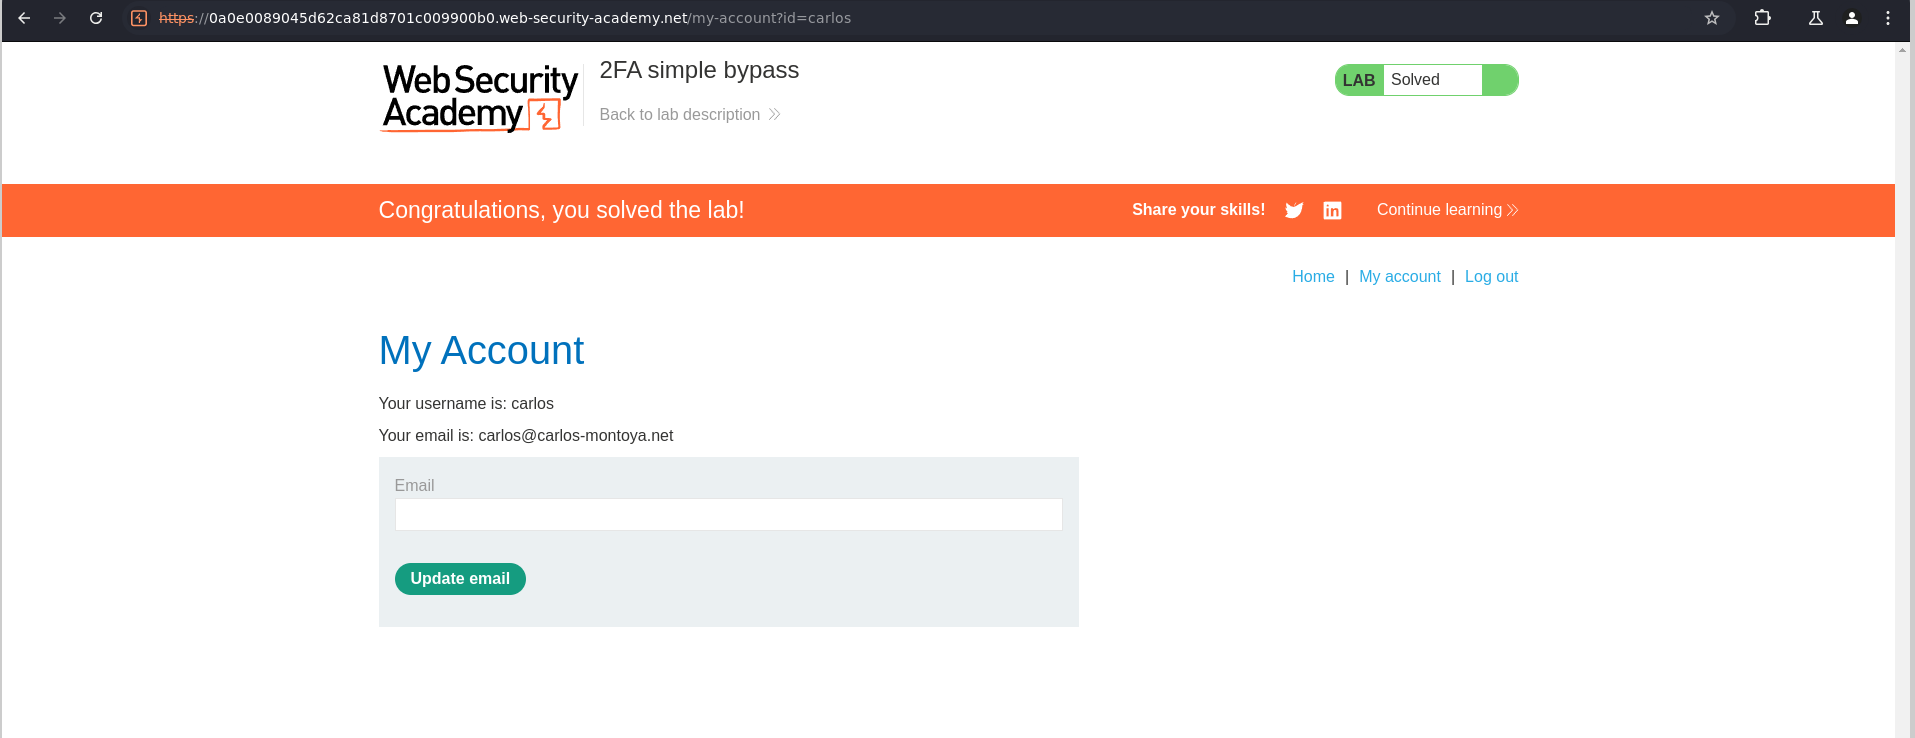 https://0a0e0089045d62ca81d8701c009900b0.web-security-academy.net/my-account?id=carlos
Web Security
Academy
2FA simple bypass
Back to lab description
LAB Solved
Congratulations, you solved the lab!
Share your skills!
Continue learning
Home | My account | Log out
My Account
Your username is: carlos
Your email is: carlos@carlos-montoya.net
Email
Update email